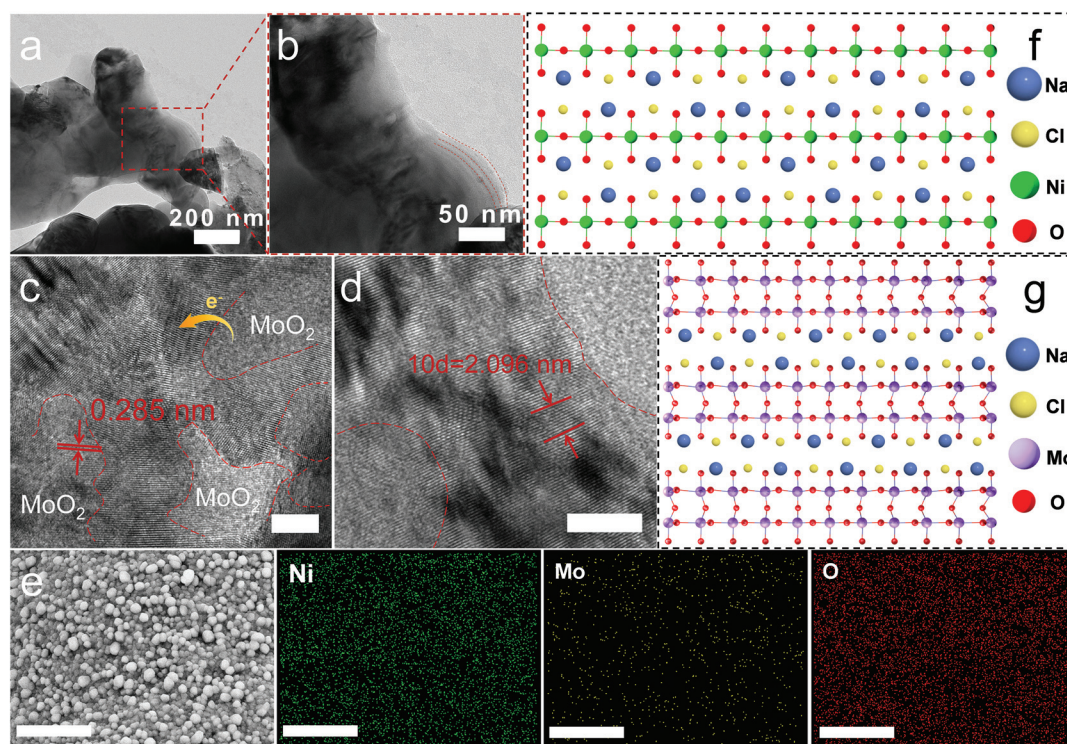 a
200 nm
b
50 nm
f
Na
Cl
Ni
O
c
e-
MoO2
0.285 nm
MoO2
MoO2
d
10d=2.096 nm
g
Na
Cl
Mo
O
e
Ni
Mo
O